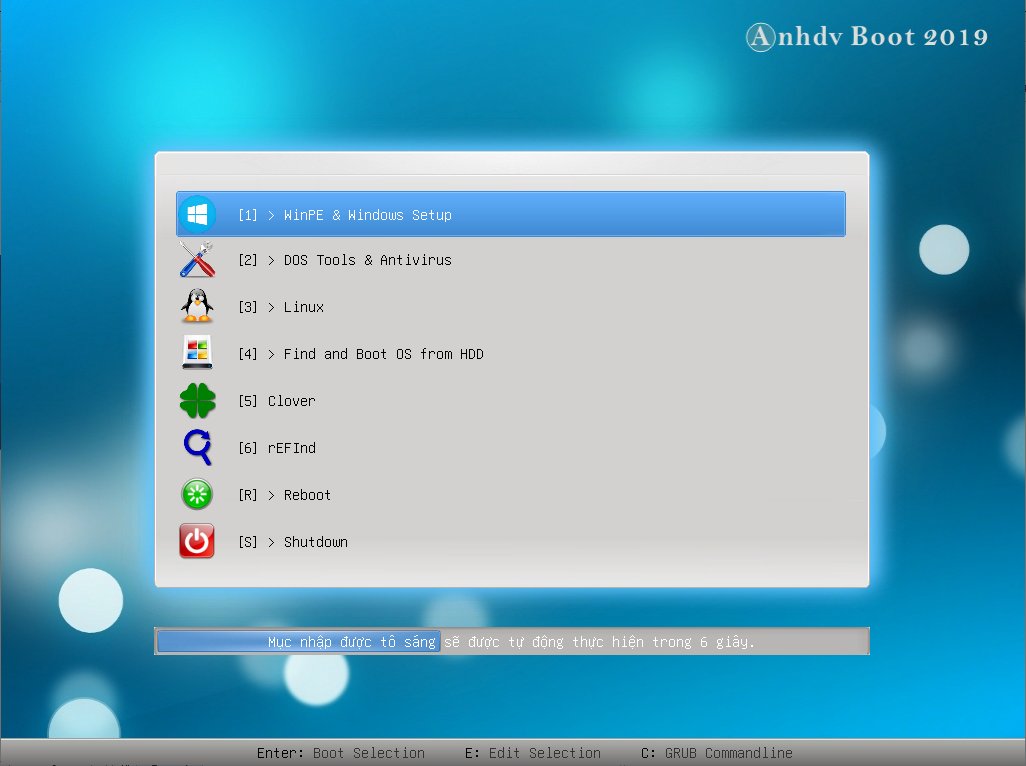 Anhdv Boot 2019
[1] > WinPE & Windows Setup
[2] > DOS Tools & Antivirus
[3] > Linux
[4] > Find and Boot OS from HDD
[5] Clover
[6] rEFInd
[R] > Reboot
[S] > Shutdown
Mục nhập được tô sáng sẽ được tự động thực hiện trong 6 giây.
Enter: Boot Selection E: Edit Selection C: GRUB Commandline